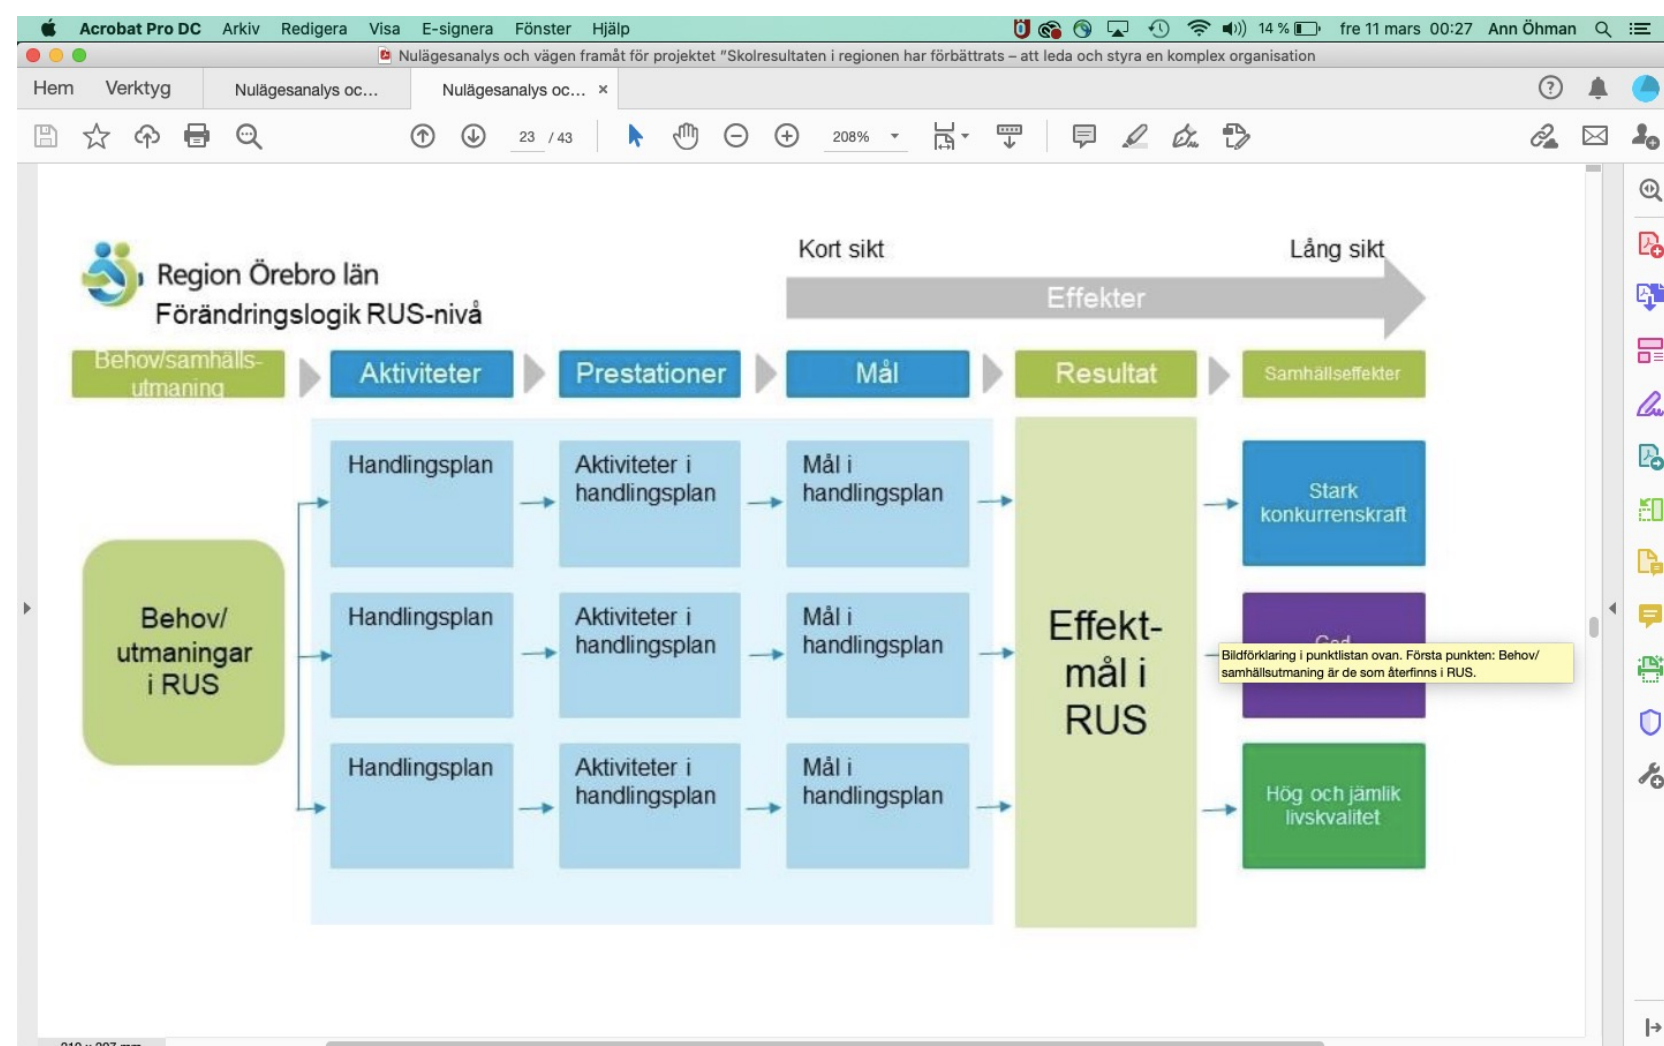 Acrobat Pro DC Arkiv Redigera Visa E-signera Fönster Hjälp 14 % fre 11 mars 00:27 Ann Öhman
Nulägesanalys och vägen framåt för projektet "Skolresultaten i regionen har förbättrats – att leda och styra en komplex organisation
Hem Verktyg Nulägesanalys oc... Nulägesanalys oc... ×
23 / 43 208%
Region Örebro län
Förändringslogik RUS-nivå
Kort sikt Lång sikt
Effekter
Behov/samhälls-
utmaning
Aktiviteter
Prestationer
Mål
Resultat
Samhällseffekter
Behov/
utmaningar
i RUS
Handlingsplan
Aktiviteter i
handlingsplan
Mål i
handlingsplan
Handlingsplan
Aktiviteter i
handlingsplan
Mål i
handlingsplan
Handlingsplan
Aktiviteter i
handlingsplan
Mål i
handlingsplan
Effekt-
mål i
RUS
Stark
konkurrenskraft
Bildförklaring i punktlistan ovan. Första punkten: Behov/
samhällsutmaning är de som återfinns i RUS.
Hög och jämlik
livskvalitet